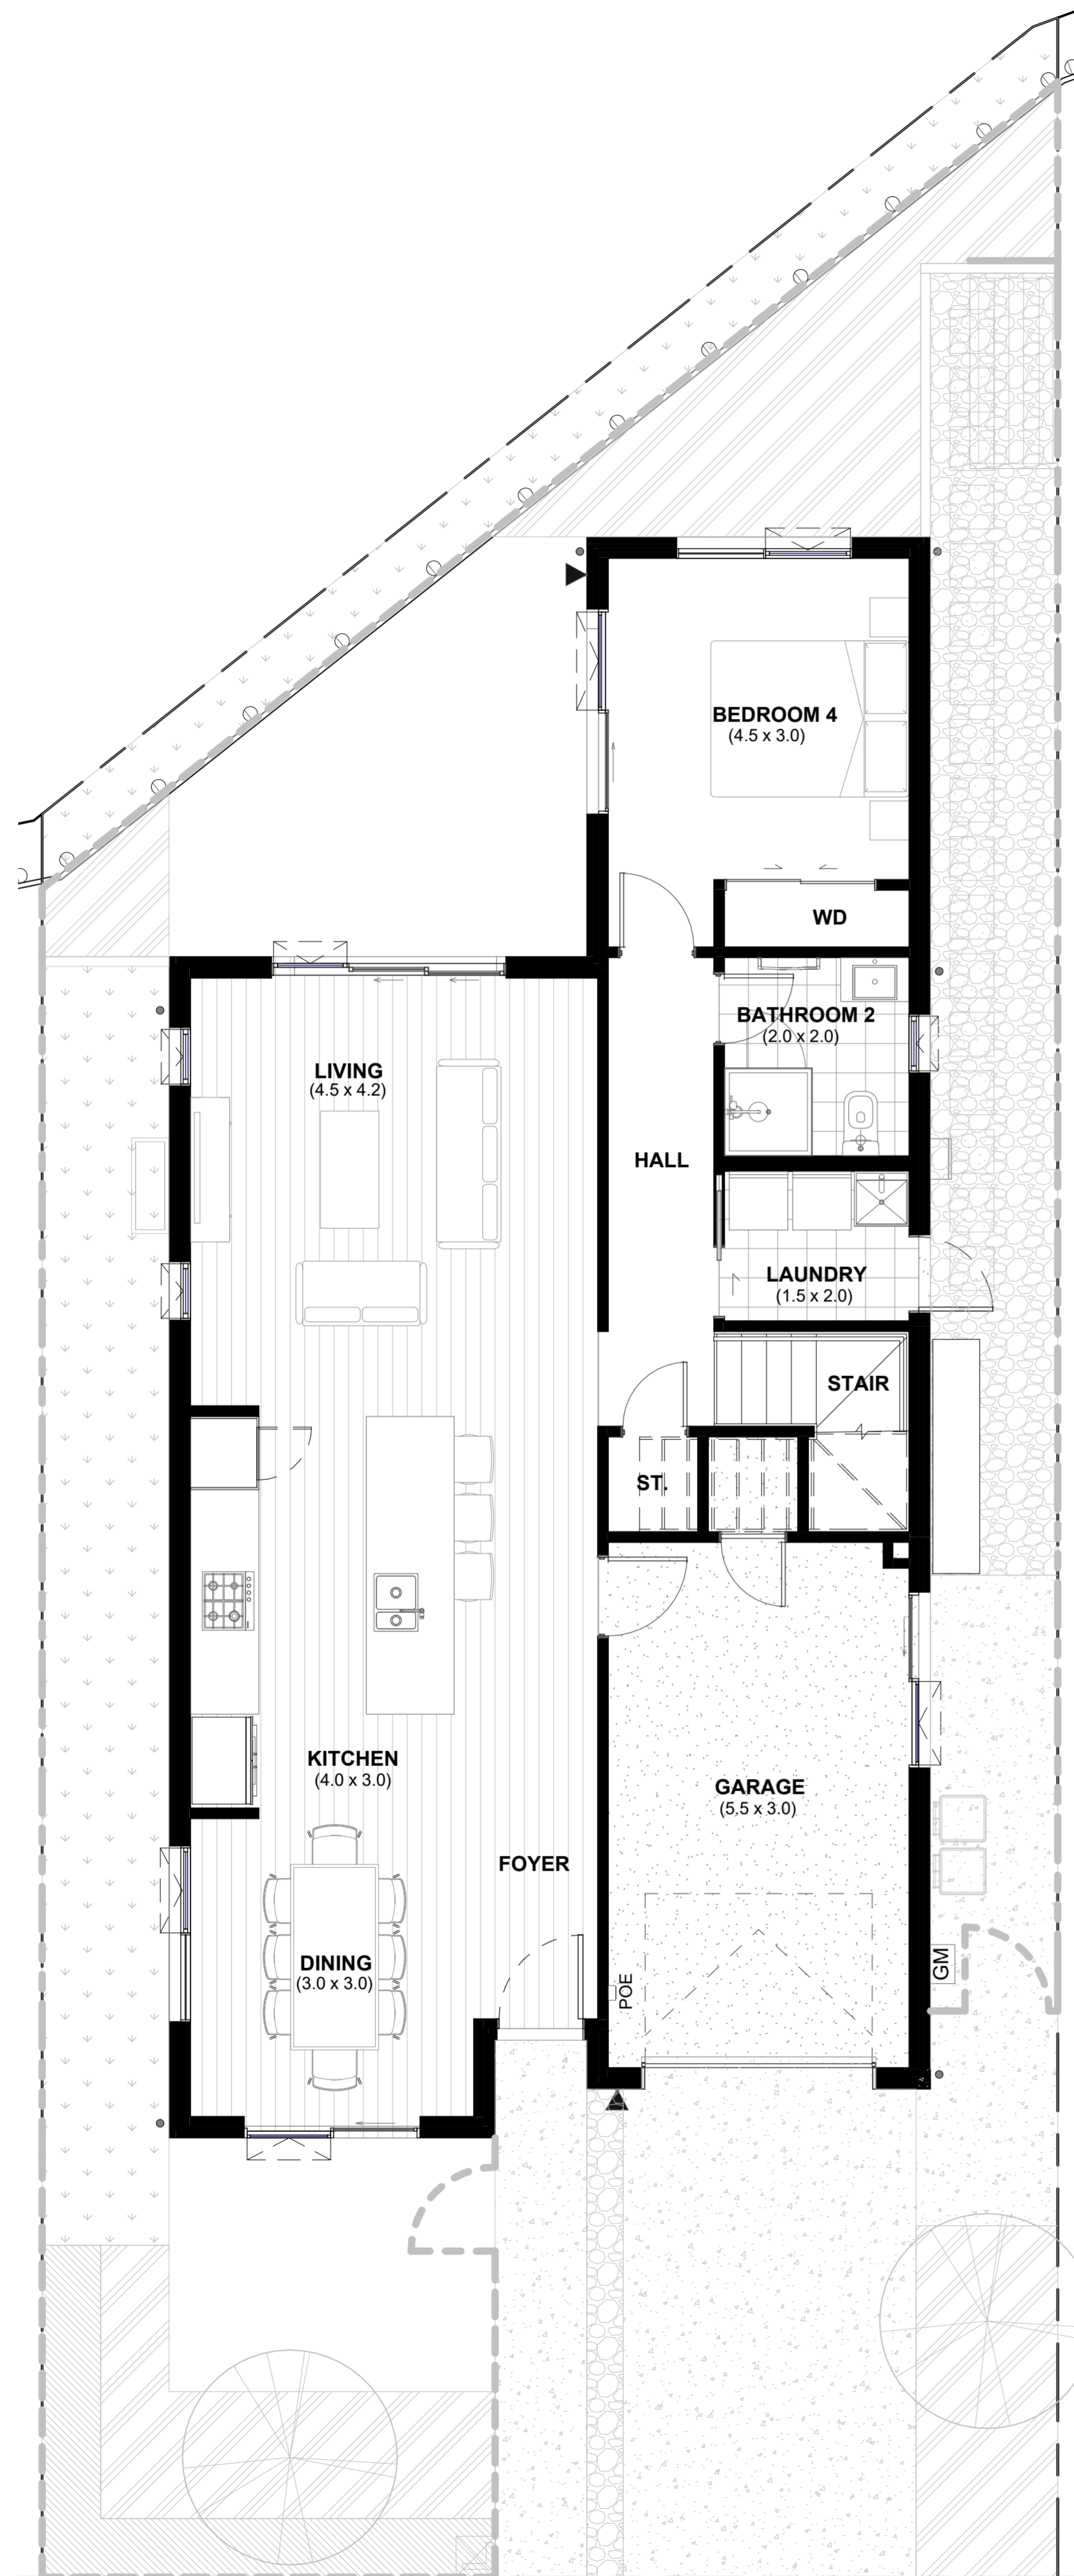 BEDROOM 4
(4.5 x 3.0)
WD
BATHROOM 2
(2.0 x 2.0)
LIVING
(4.5 x 4.2)
HALL
LAUNDRY
(1.5 x 2.0)
STAIR
ST.
KITCHEN
(4.0 x 3.0)
GARAGE
(5.5 x 3.0)
FOYER
DINING
(3.0 x 3.0)
POE
GM